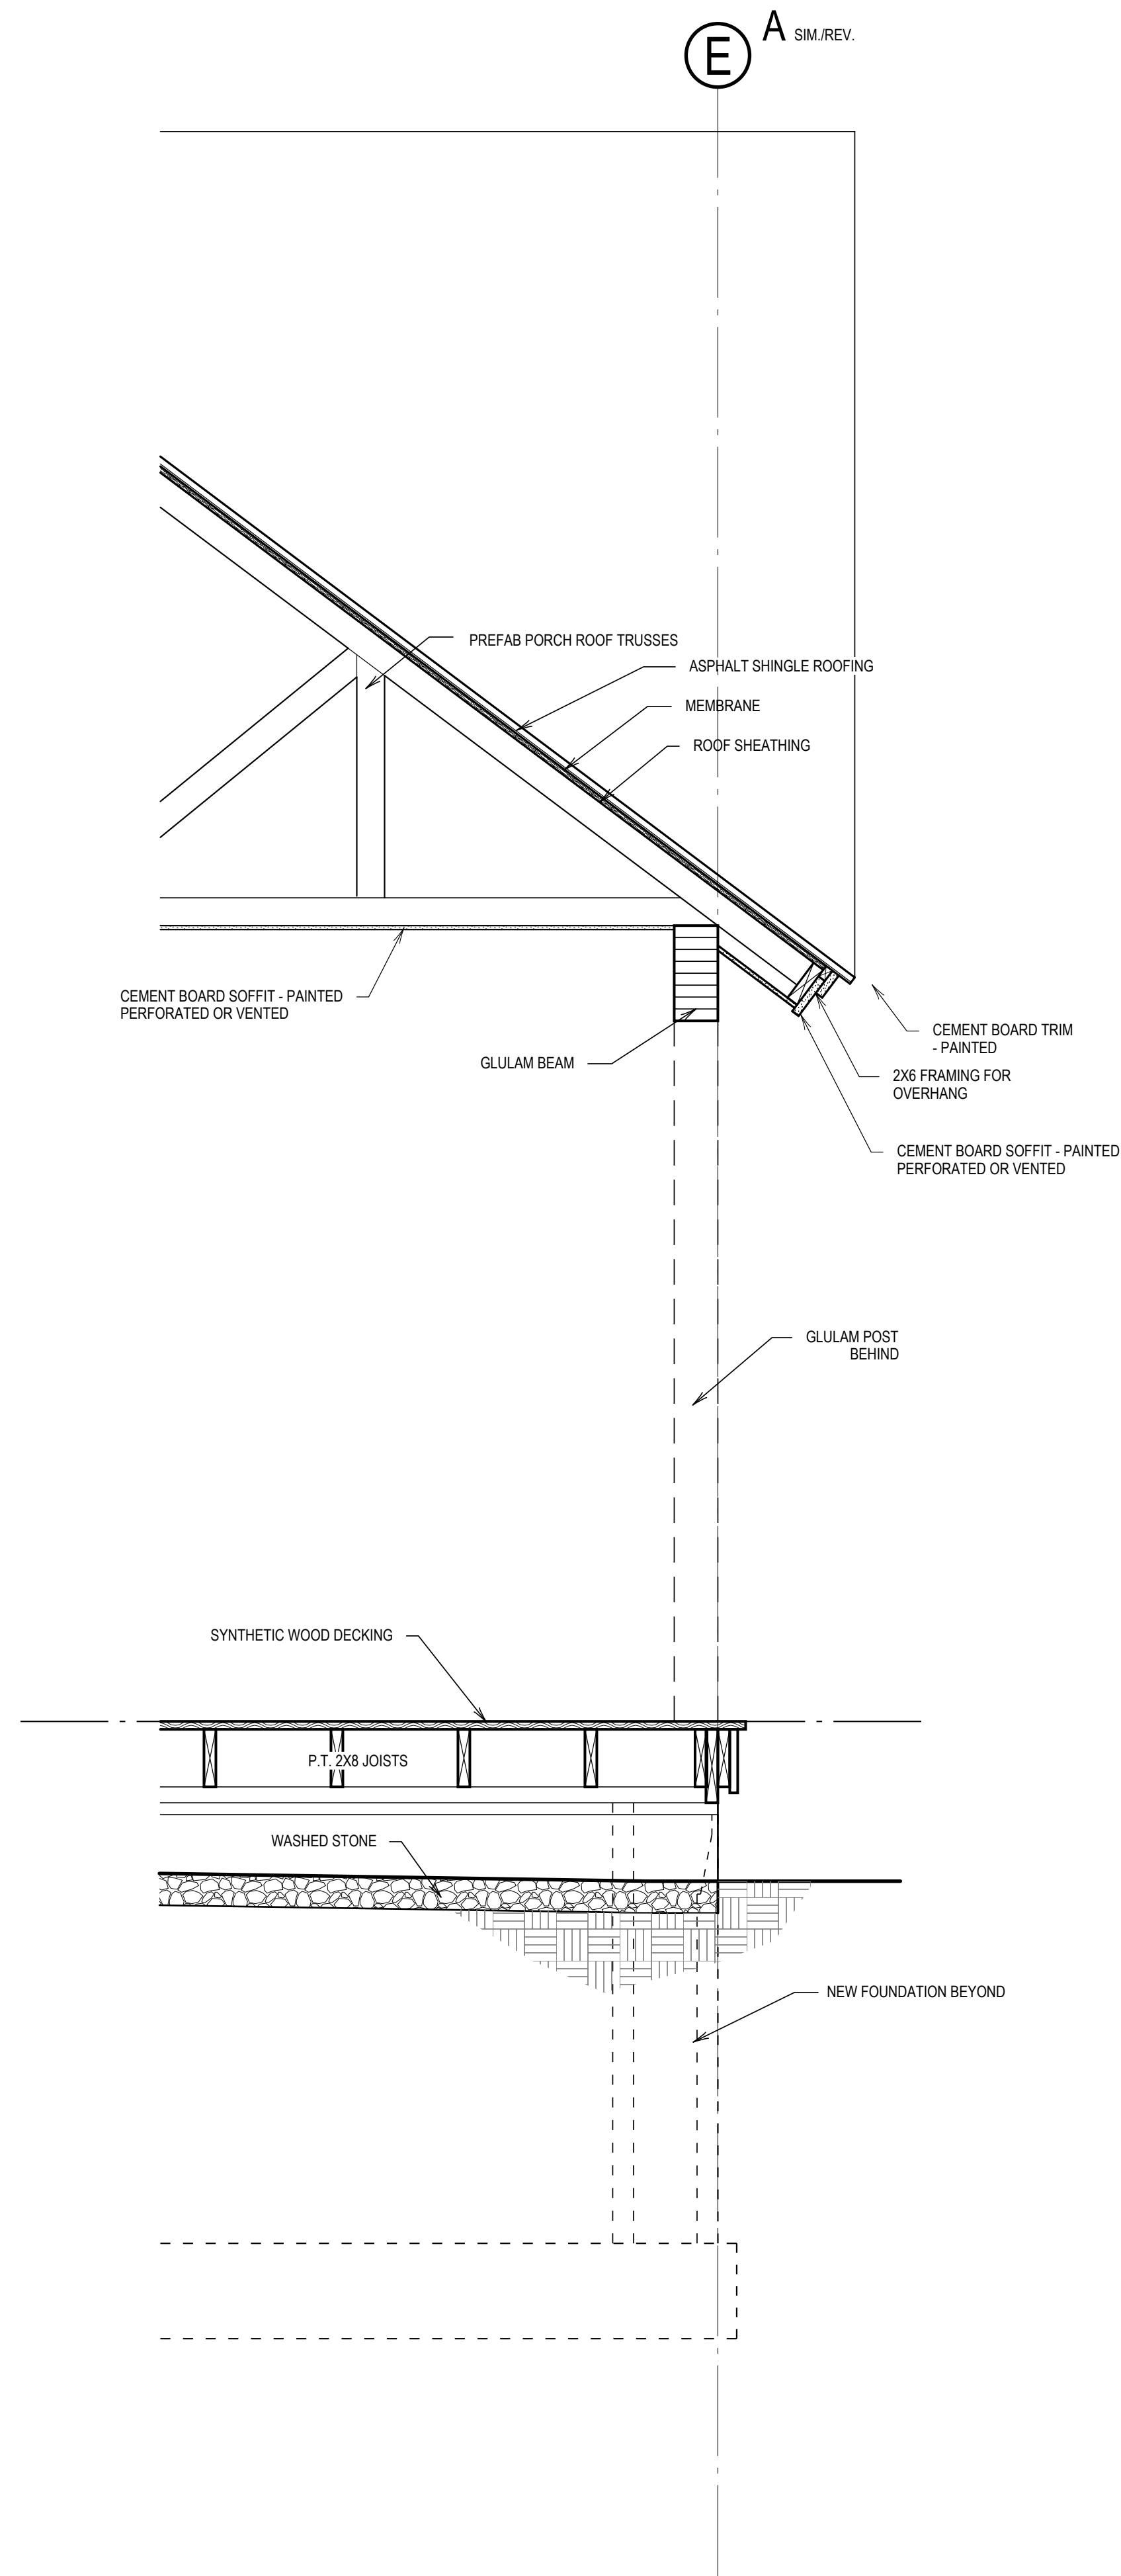 E
A SIM./REV.
PREFAB PORCH ROOF TRUSSES
ASPHALT SHINGLE ROOFING
MEMBRANE
ROOF SHEATHING
CEMENT BOARD SOFFIT - PAINTED
PERFORATED OR VENTED
CEMENT BOARD TRIM
- PAINTED
GLULAM BEAM
2X6 FRAMING FOR
OVERHANG
CEMENT BOARD SOFFIT - PAINTED
PERFORATED OR VENTED
GLULAM POST
BEHIND
SYNTHETIC WOOD DECKING
P.T. 2X8 JOISTS
WASHED STONE
NEW FOUNDATION BEYOND